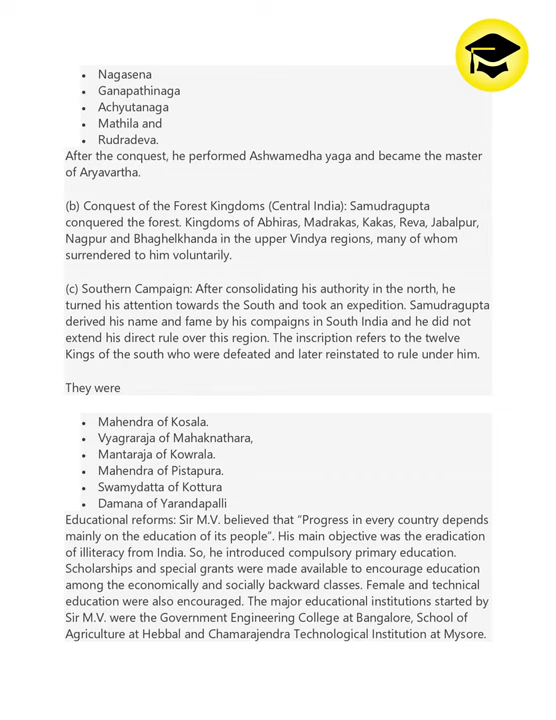 • Nagasena
• Ganapathinaga
• Achyutanaga
• Mathila and
• Rudradeva.
After the conquest, he performed Ashwamedha yaga and became the master
of Aryavartha.
(b) Conquest of the Forest Kingdoms (Central India): Samudragupta
conquered the forest. Kingdoms of Abhiras, Madrakas, Kakas, Reva, Jabalpur,
Nagpur and Bhaghelkhanda in the upper Vindya regions, many of whom
surrendered to him voluntarily.
(c) Southern Campaign: After consolidating his authority in the north, he
turned his attention towards the South and took an expedition. Samudragupta
derived his name and fame by his compaigns in South India and he did not
extend his direct rule over this region. The inscription refers to the twelve
Kings of the south who were defeated and later reinstated to rule under him.
They were
• Mahendra of Kosala.
• Vyagraraja of Mahaknathara,
• Mantaraja of Kowrala.
• Mahendra of Pistapura.
• Swamydatta of Kottura
• Damana of Yarandapalli
Educational reforms: Sir M.V. believed that “Progress in every country depends
mainly on the education of its people”. His main objective was the eradication
of illiteracy from India. So, he introduced compulsory primary education.
Scholarships and special grants were made available to encourage education
among the economically and socially backward classes. Female and technical
education were also encouraged. The major educational institutions started by
Sir M.V. were the Government Engineering College at Bangalore, School of
Agriculture at Hebbal and Chamarajendra Technological Institution at Mysore.